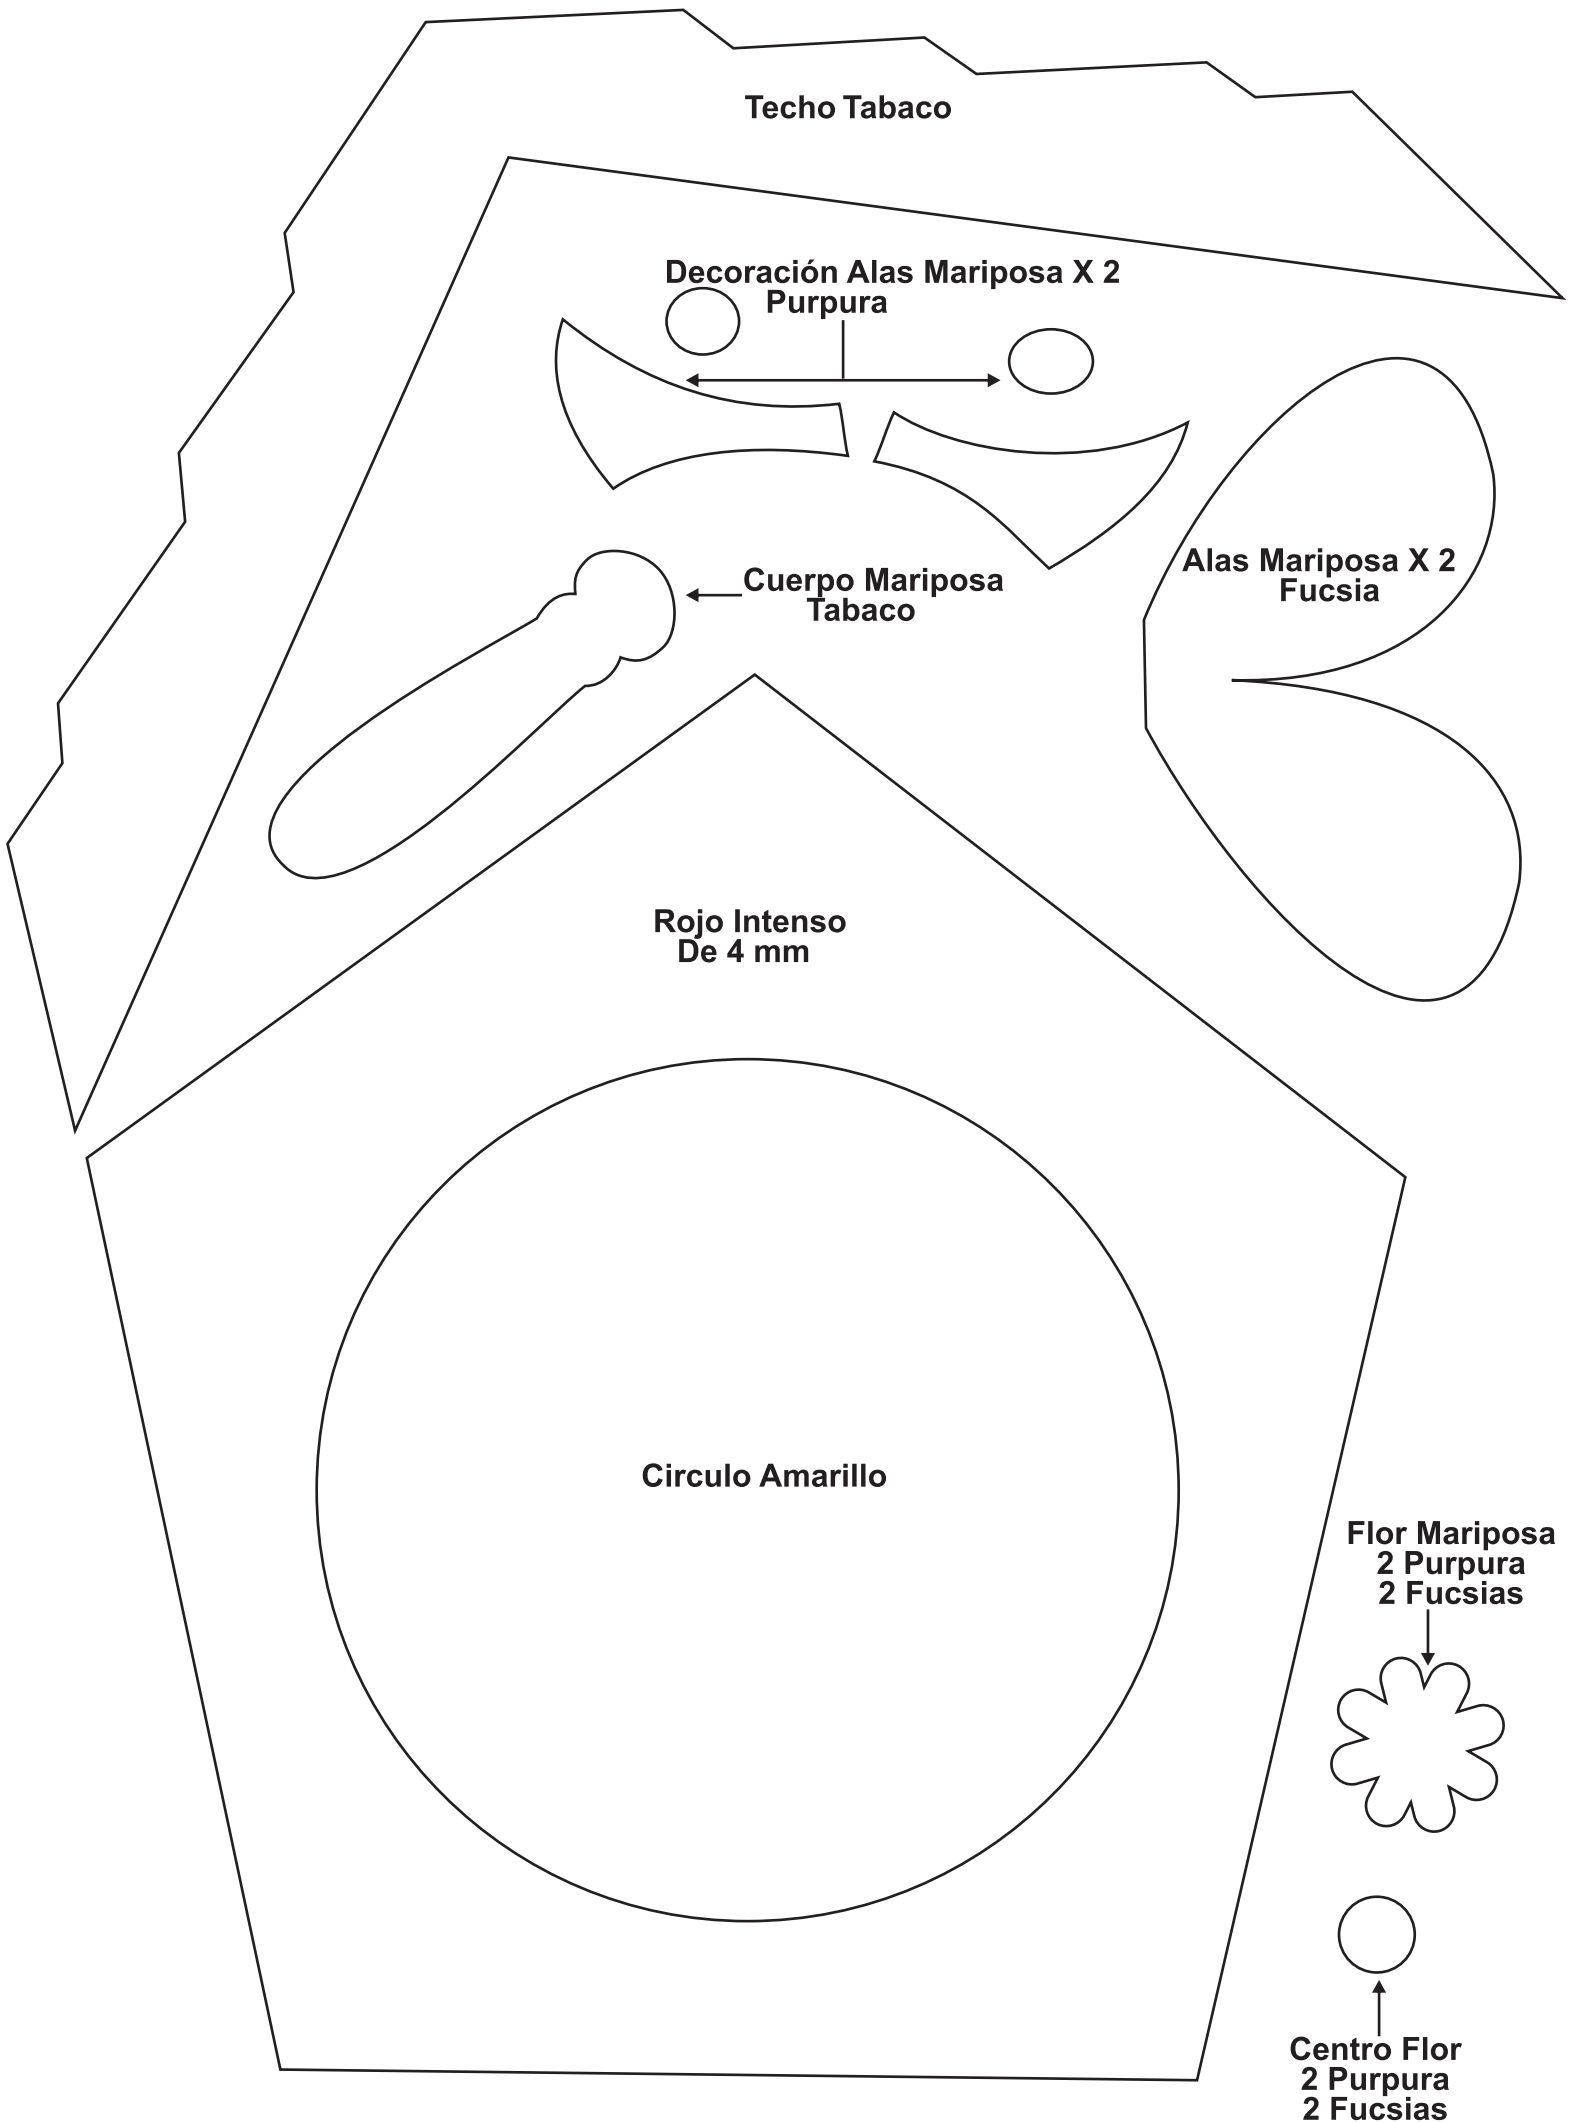 Techo Tabaco
Decoración Alas Mariposa X 2
Purpura
Alas Mariposa X 2
Fucsia
Cuerpo Mariposa
Tabaco
Rojo Intenso
De 4 mm
Circulo Amarillo
Flor Mariposa
2 Purpura
2 Fucsias
Centro Flor
2 Purpura
2 Fucsias